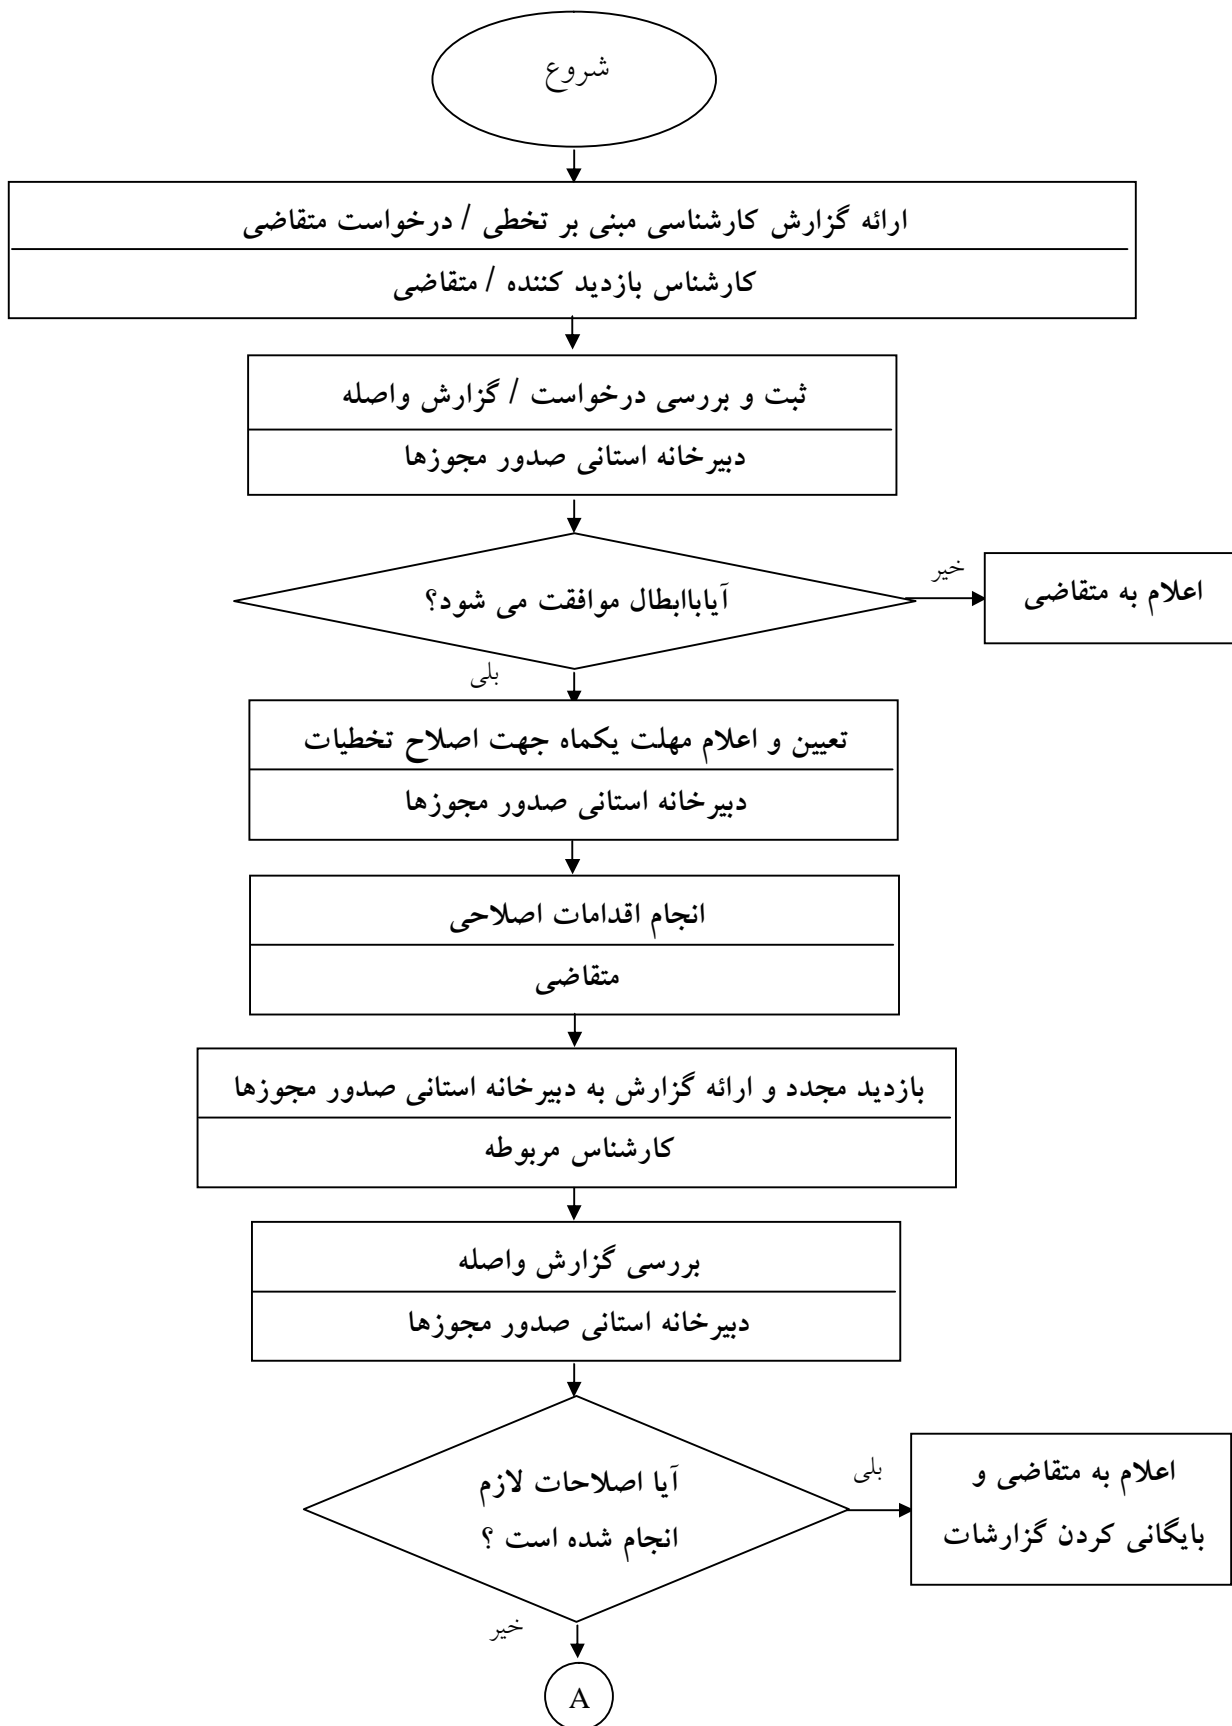 شروع
ارائه گزارش کارشناسی مبنی بر تخطی / درخواست متقاضی
کارشناس بازدید کننده / متقاضی
ثبت و بررسی درخواست / گزارش واصله
دبیرخانه استانی صدور مجوزها
آیاباابطال موافقت می شود؟
خیر
اعلام به متقاضی
بلی
تعیین و اعلام مهلت یکماه جهت اصلاح تخطیات
دبیرخانه استانی صدور مجوزها
انجام اقدامات اصلاحی
متقاضی
بازدید مجدد و ارائه گزارش به دبیرخانه استانی صدور مجوزها
کارشناس مربوطه
بررسی گزارش واصله
دبیرخانه استانی صدور مجوزها
آیا اصلاحات لازم
انجام شده است ؟
بلی
اعلام به متقاضی و
بایگانی کردن گزارشات
خیر
A